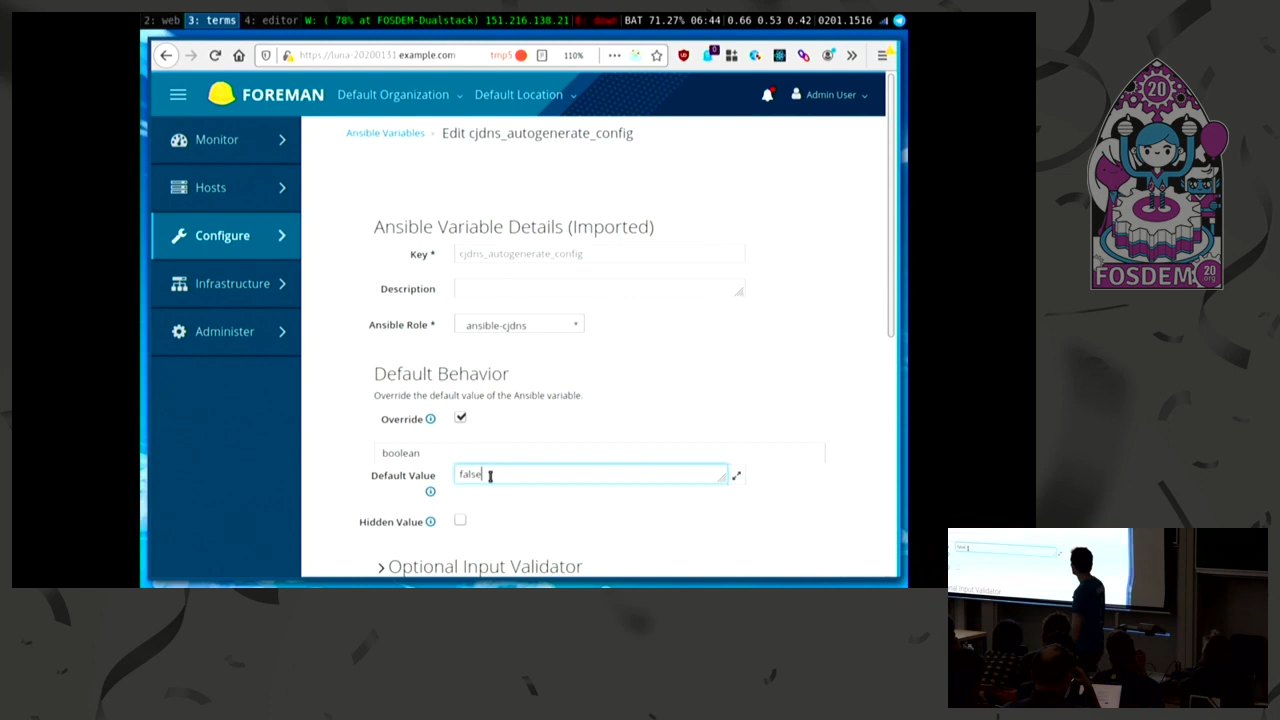 2: web 3: terms 4: editor W: ( 78% at FOSDEM-Dualstack) 151.216.138.21 down BAT 71.27% 06:44 0.66 0.53 0.42 0201.1516
https://luna-20200131.example.com tmp5 110%
FOREMAN Default Organization Default Location Admin User
Monitor
Hosts
Configure
Infrastructure
Administer
Ansible Variables Edit cjdns_autogenerate_config
Ansible Variable Details (Imported)
Key * cjdns_autogenerate_config
Description
Ansible Role * ansible-cjdns
Default Behavior
Override the default value of the Ansible variable.
Override
boolean
Default Value false
Hidden Value
Optional Input Validator
20
FOSDEM 20
.org